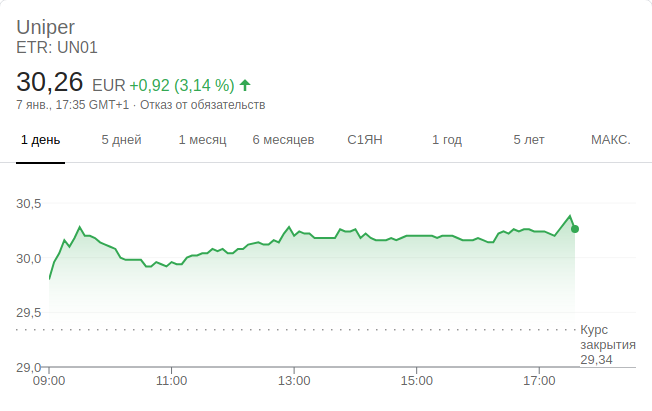 Uniper
ETR: UN01
30,26 EUR +0,92 (3,14 %)
7 янв., 17:35 GMT+1 · Отказ от обязательств
1 день 5 дней 1 месяц 6 месяцев С1ЯН 1 год 5 лет МАКС.
30,5
30,0
29,5
Курс
закрытия
29,34
29,0
09:00 11:00 13:00 15:00 17:00